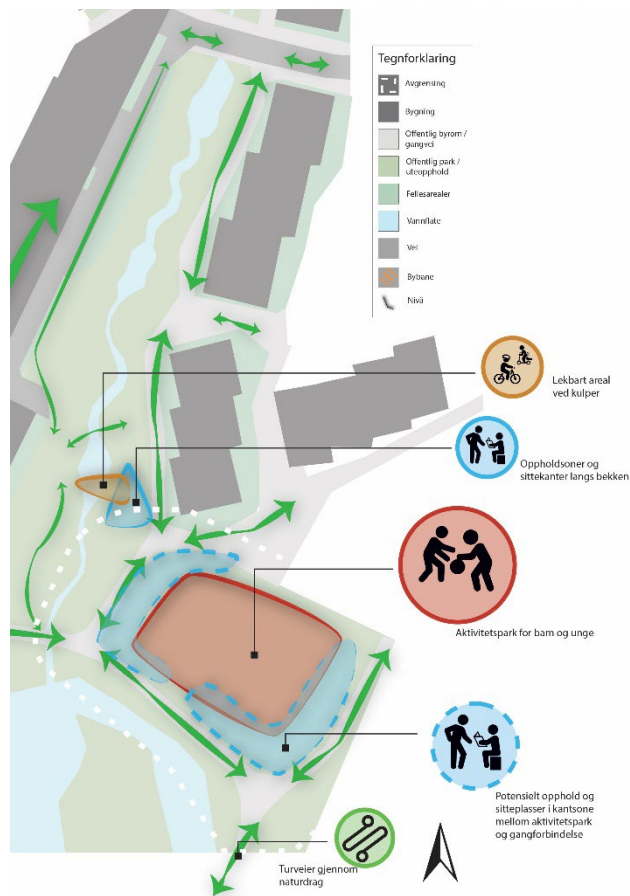 Tegnforklaring
Avgrensing
Bygning
Offentlig byrom /
gangvei
Offentlig park /
uteopphold
Fellesarealer
Vannflate
Vei
Bybane
Nivå
Lekbart areal
ved kulper
Oppholdsoner og
sittekanter langs bekken
Aktivitetspark for barn og unge
Potensielt opphold og
sitteplasser i kantsone
mellom aktivitetspark
og gangforbindelse
Turveier gjennom
naturdrag